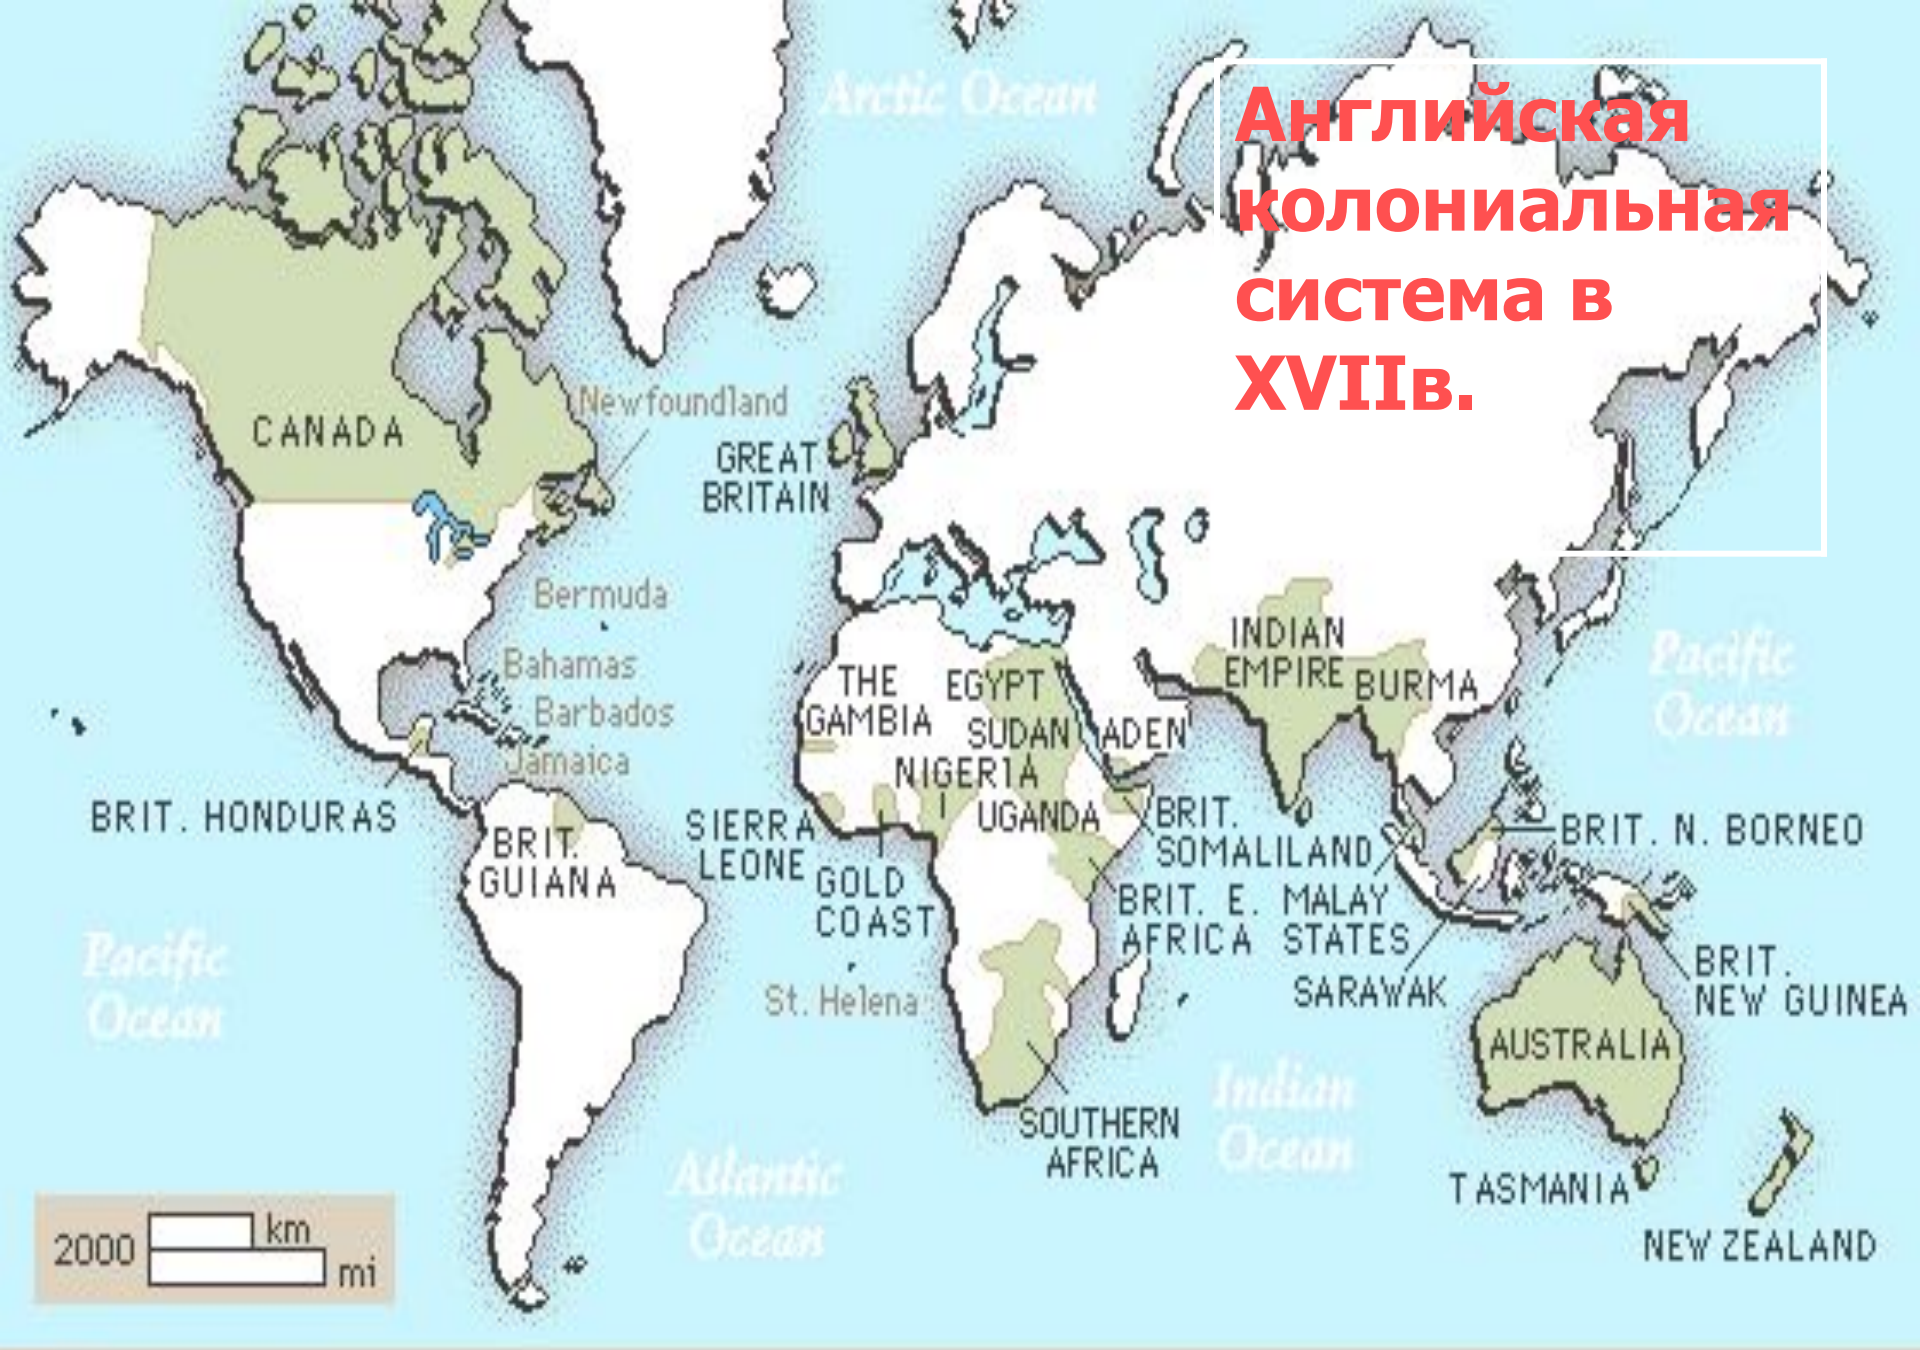 Arctic Ocean
Английская
колониальная
система в
XVIIв.
CANADA
Newfoundland
GREAT
BRITAIN
Bermuda
Bahamas
Barbados
Jamaica
BRIT. HONDURAS
BRIT.
GUIANA
THE
GAMBIA
EGYPT
SUDAN
ADEN
NIGERIA
UGANDA
INDIAN
EMPIRE
BURMA
Pacific
Ocean
SIERRA
LEONE
GOLD
COAST
BRIT.
SOMALILAND
BRIT. E.
AFRICA
MALAY
STATES
SARAWAK
BRIT. N. BORNEO
BRIT.
NEW GUINEA
Pacific
Ocean
St. Helena
AUSTRALIA
Indian
Ocean
SOUTHERN
AFRICA
Atlantic
Ocean
TASMANIA
NEW ZEALAND
2000
km
mi